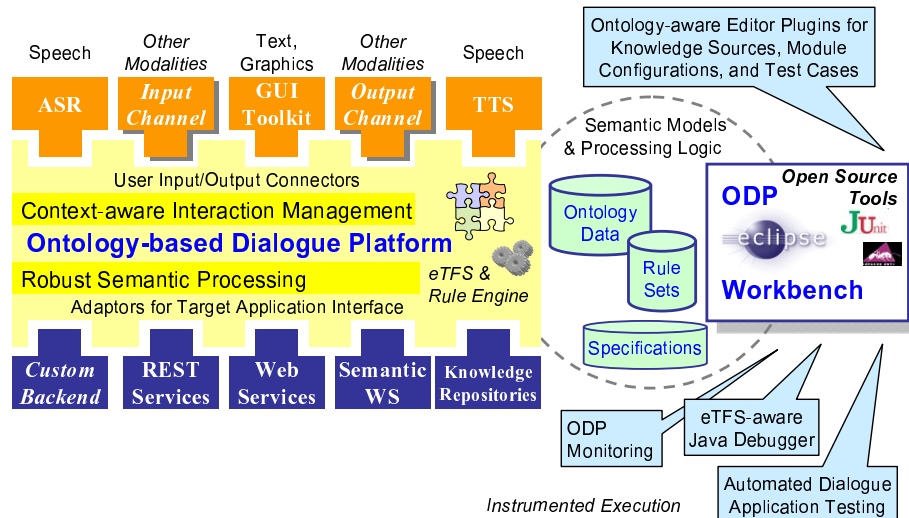 Speech
Other
Modalities
Text,
Graphics
Other
Modalities
Speech
ASR
Input
Channel
GUI
Toolkit
Output
Channel
TTS
User Input/Output Connectors
Context-aware Interaction Management
Ontology-based Dialogue Platform
Robust Semantic Processing
Adaptors for Target Application Interface
eTFS &
Rule Engine
Custom
Backend
REST
Services
Web
Services
Semantic
WS
Knowledge
Repositories
Semantic Models
& Processing Logic
Ontology
Data
Rule
Sets
Specifications
Ontology-aware Editor Plugins for
Knowledge Sources, Module
Configurations, and Test Cases
Open Source
Tools
ODP
eclipse
JUnit
Workbench
ODP
Monitoring
eTFS-aware
Java Debugger
Automated Dialogue
Application Testing
Instrumented Execution